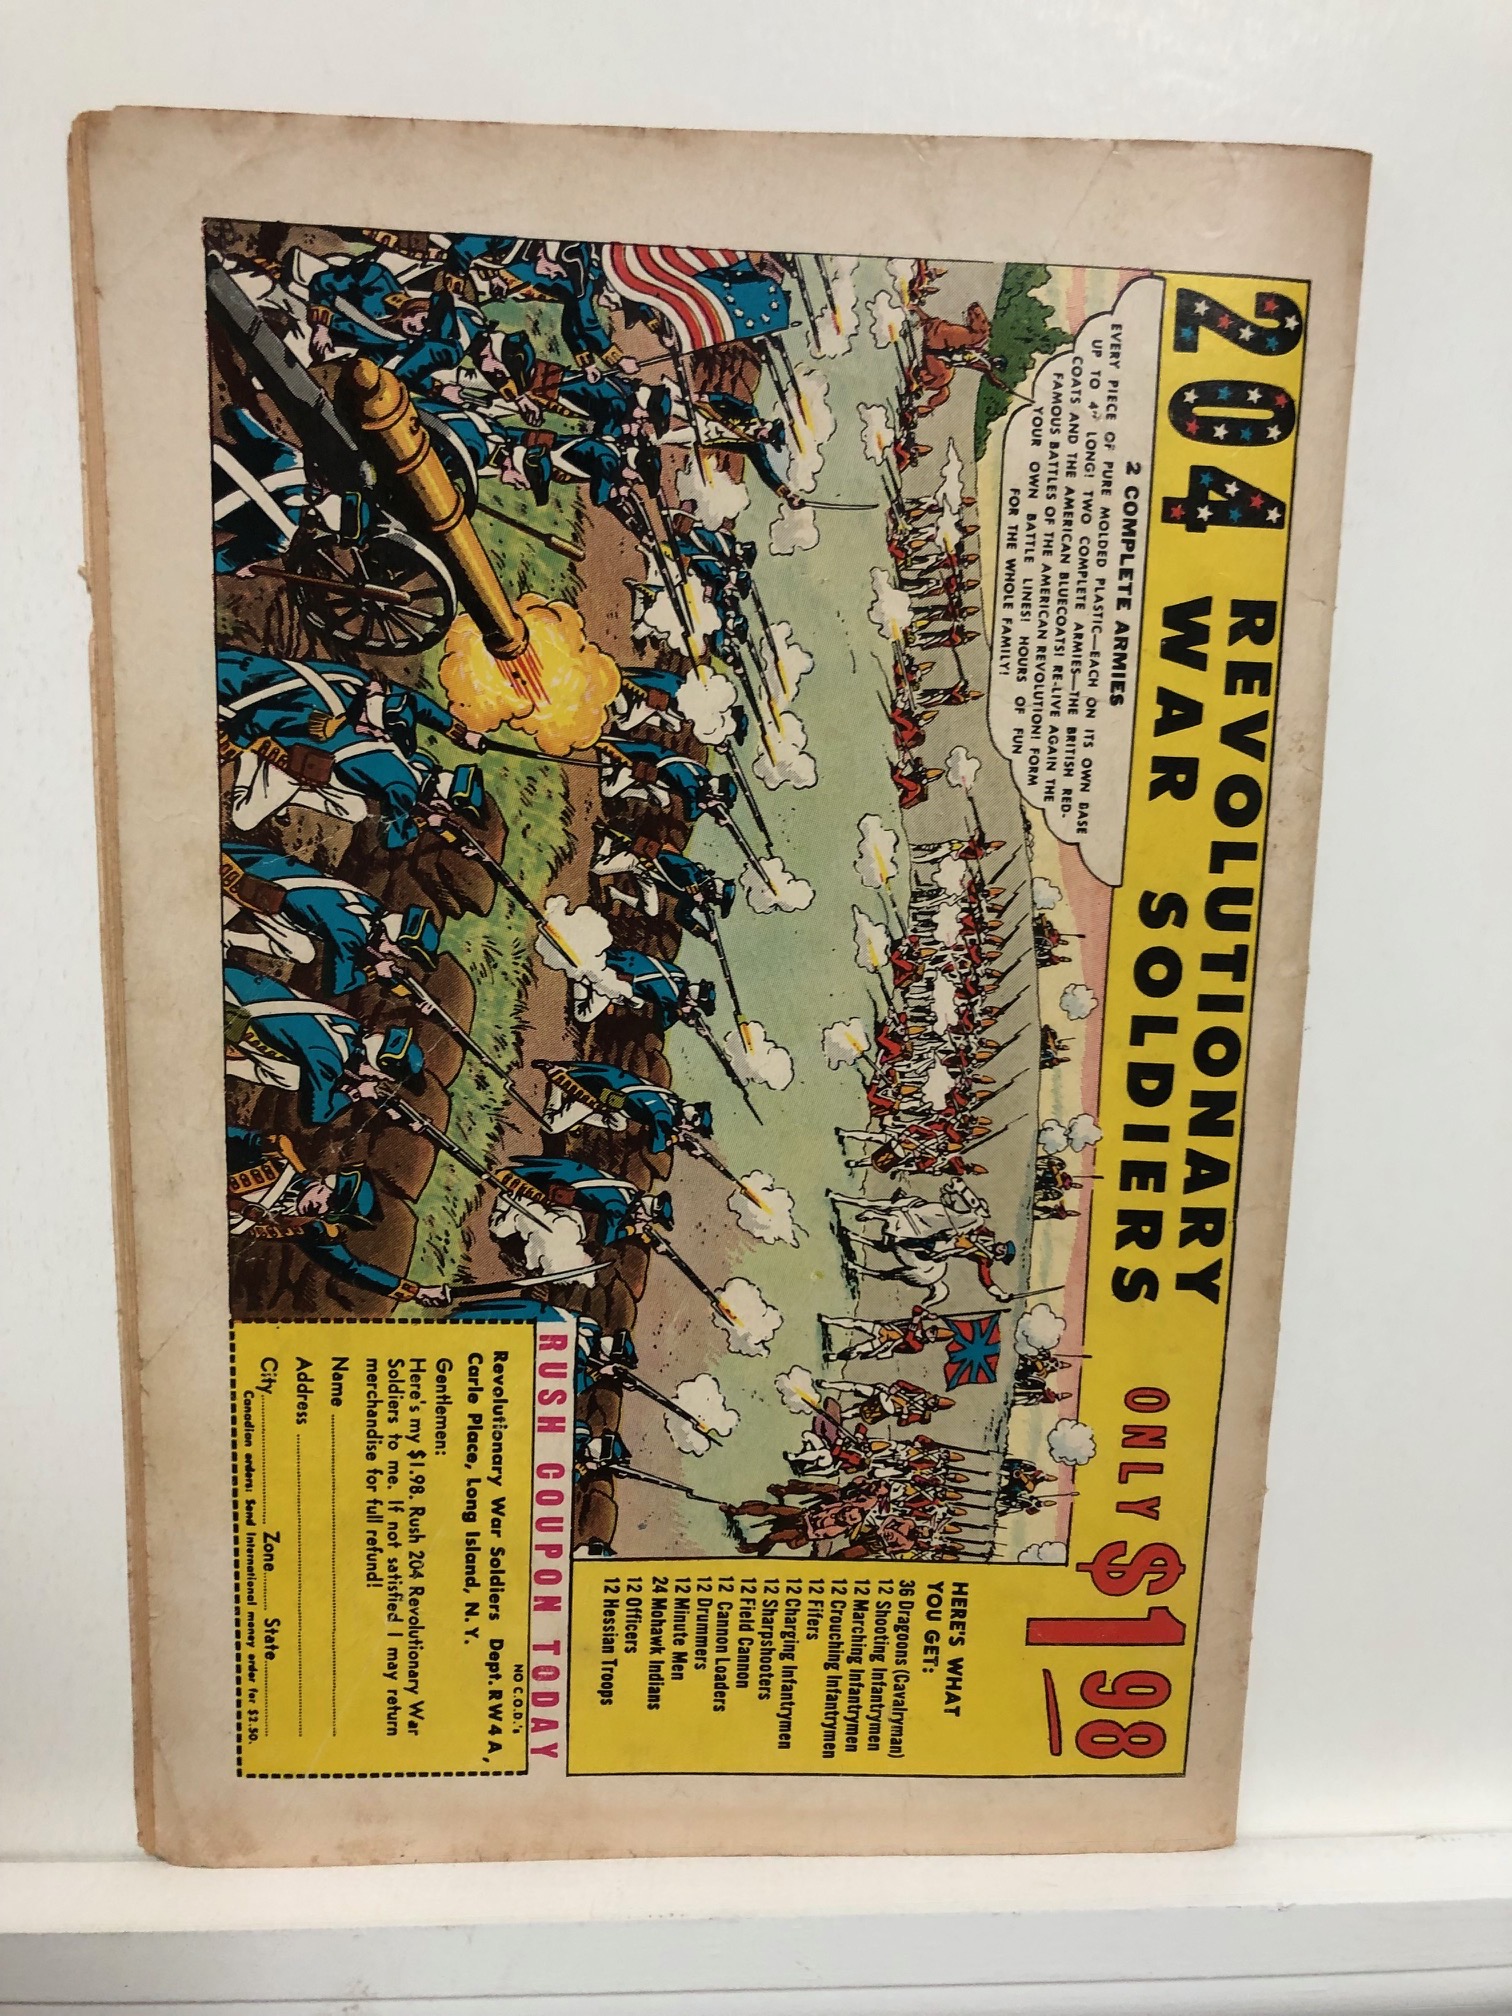 204 REVOLUTIONARY
WAR SOLDIERS ONLY $1 98
2 COMPLETE ARMIES
EVERY PIECE OF PURE MOLDED PLASTIC—EACH ON ITS OWN BASE
UP TO 4" LONG! TWO COMPLETE ARMIES—THE BRITISH RED-
COATS AND THE AMERICAN BLUECOATS! RE-LIVE AGAIN THE
FAMOUS BATTLES OF THE AMERICAN REVOLUTION! FORM
YOUR OWN BATTLE LINES! HOURS OF FUN
FOR THE WHOLE FAMILY!
HERE'S WHAT
YOU GET:
36 Dragoons (Cavalryman)
12 Shooting Infantrymen
12 Marching Infantrymen
12 Crouching Infantrymen
12 Fifers
12 Charging Infantrymen
12 Sharpshooters
12 Field Cannon
12 Cannon Loaders
12 Drummers
12 Minute Men
24 Mohawk Indians
12 Officers
12 Hessian Troops
RUSH COUPON TODAY
NO C.O.D.'s
Revolutionary War Soldiers Dept. RW4A,
Carle Place, Long Island, N. Y.
Gentlemen:
Here's my $1.98. Rush 204 Revolutionary War
Soldiers to me. If not satisfied I may return
merchandise for full refund!
Name
Address
City Zone State
Canadian orders: Send International money order for $2.50.